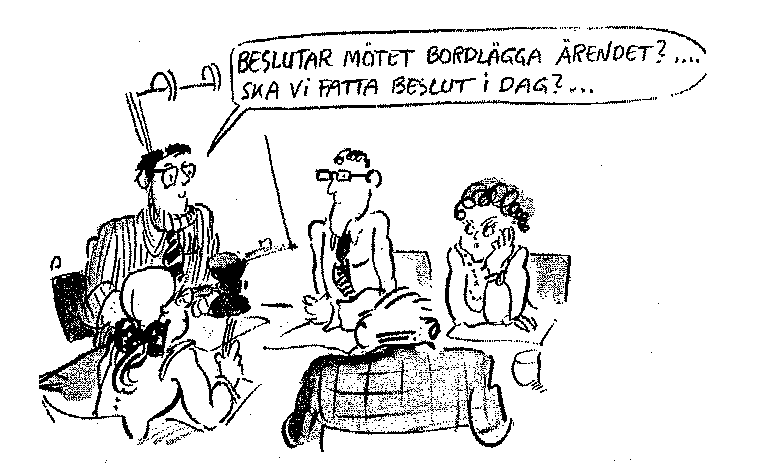 BESLUTAR MÖTET BORDLÄGGA ÄRENDET?....
SKA Vi FATTA BESLUT i DAG?...